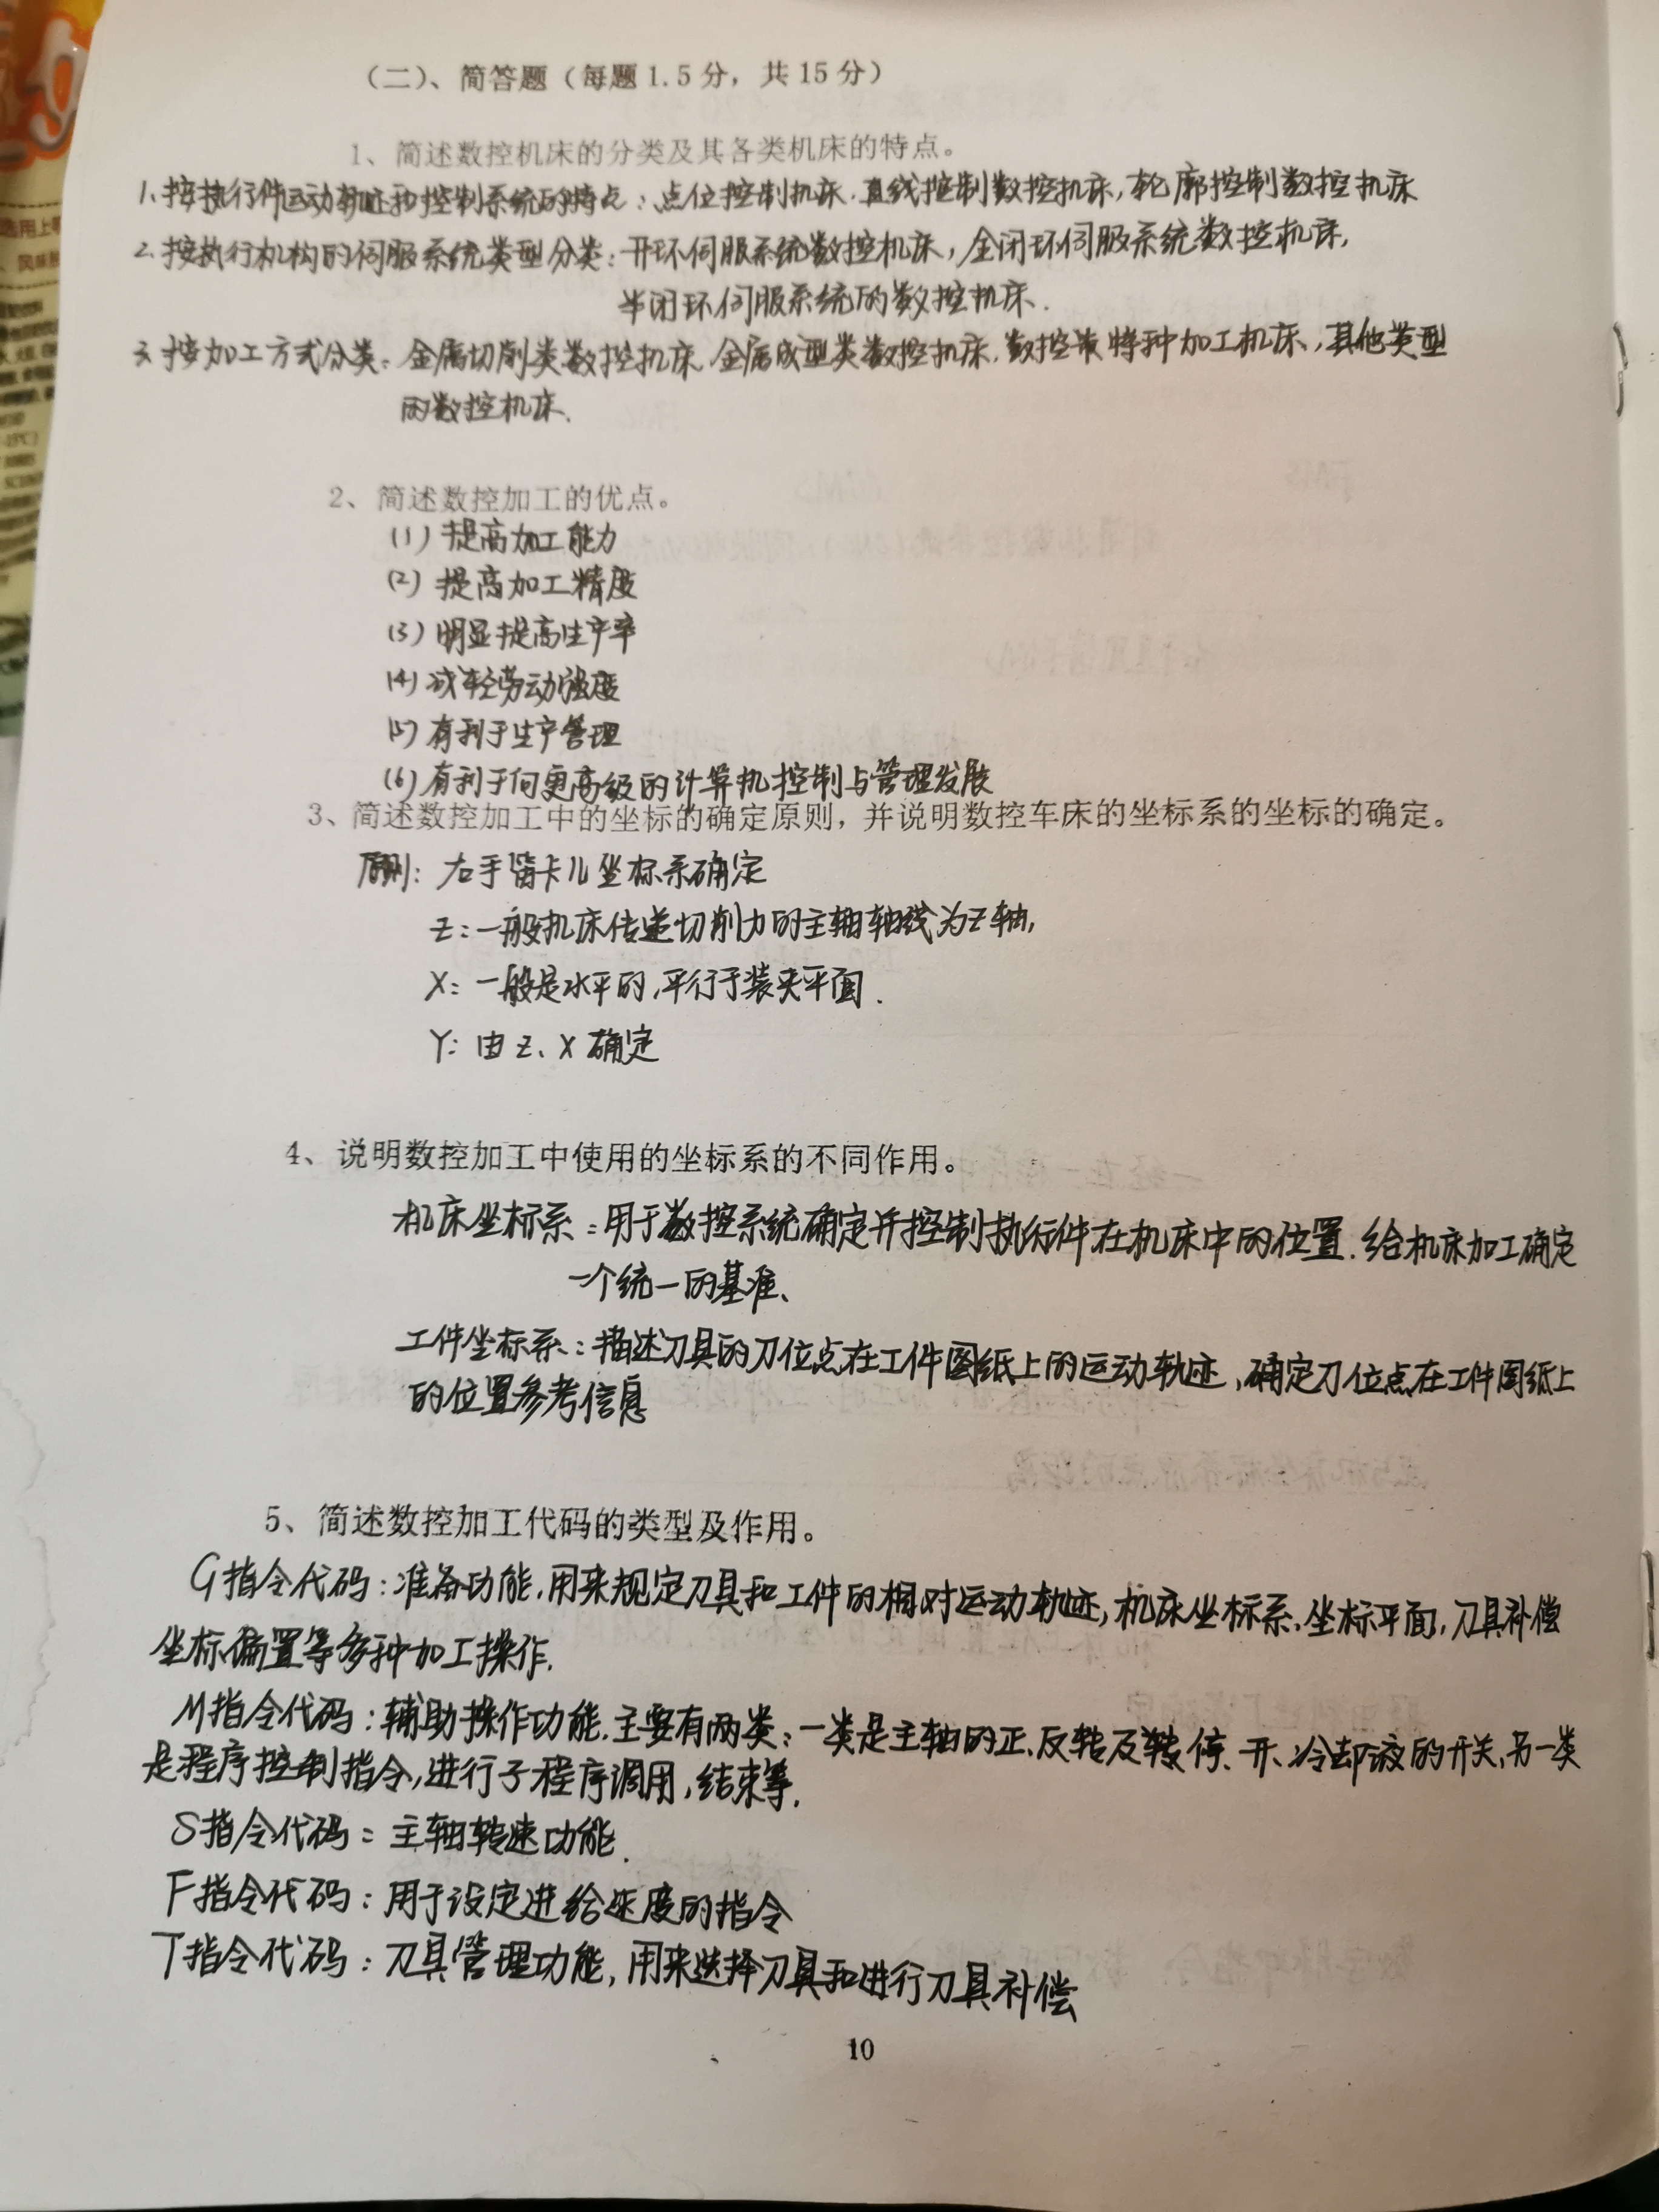 （二）、简答题（每题1.5分，共15分）
1、简述数控机床的分类及其各类机床的特点。
1.按执行件运动轨迹和控制系统的特点：点位控制机床.直线控制数控机床,轮廓控制数控机床
2.按执行机构的伺服系统类型分类：开环伺服系统数控机床，全闭环伺服系统数控机床,
半闭环伺服系统的数控机床.
3.按加工方式分类：金属切削类数控机床.金属成型类数控机床.数控特种加工机床,其他类型
的数控机床.
2、简述数控加工的优点。
(1)提高加工能力
(2)提高加工精度
(3)明显提高生产率
(4)减轻劳动强度
(5)有利于生产管理
(6)有利于向更高级的计算机控制与管理发展
3、简述数控加工中的坐标的确定原则，并说明数控车床的坐标系的坐标的确定。
原则：右手笛卡儿坐标系确定
Z：一般机床传递切削力的主轴轴线为Z轴,
X：一般是水平的,平行于装夹平面.
Y：由Z、X确定
4、说明数控加工中使用的坐标系的不同作用。
机床坐标系：用于数控系统确定并控制执行件在机床中的位置.给机床加工确定
一个统一的基准、
工件坐标系：描述刀具的刀位点在工件图纸上的运动轨迹、确定刀位点在工件图纸上
的位置参考信息
5、简述数控加工代码的类型及作用。
G指令代码：准备功能.用来规定刀具和工件的相对运动轨迹,机床坐标系、坐标平面,刀具补偿
坐标偏置等多种加工操作.
M指令代码：辅助操作功能.主要有两类：一类是主轴的正、反转及转停、开、冷却液的开关,另一类
是程序控制指令,进行子程序调用,结束等.
S指令代码：主轴转速功能.
F指令代码：用于设定进给速度的指令
T指令代码：刀具管理功能,用来选择刀具和进行刀具补偿
10